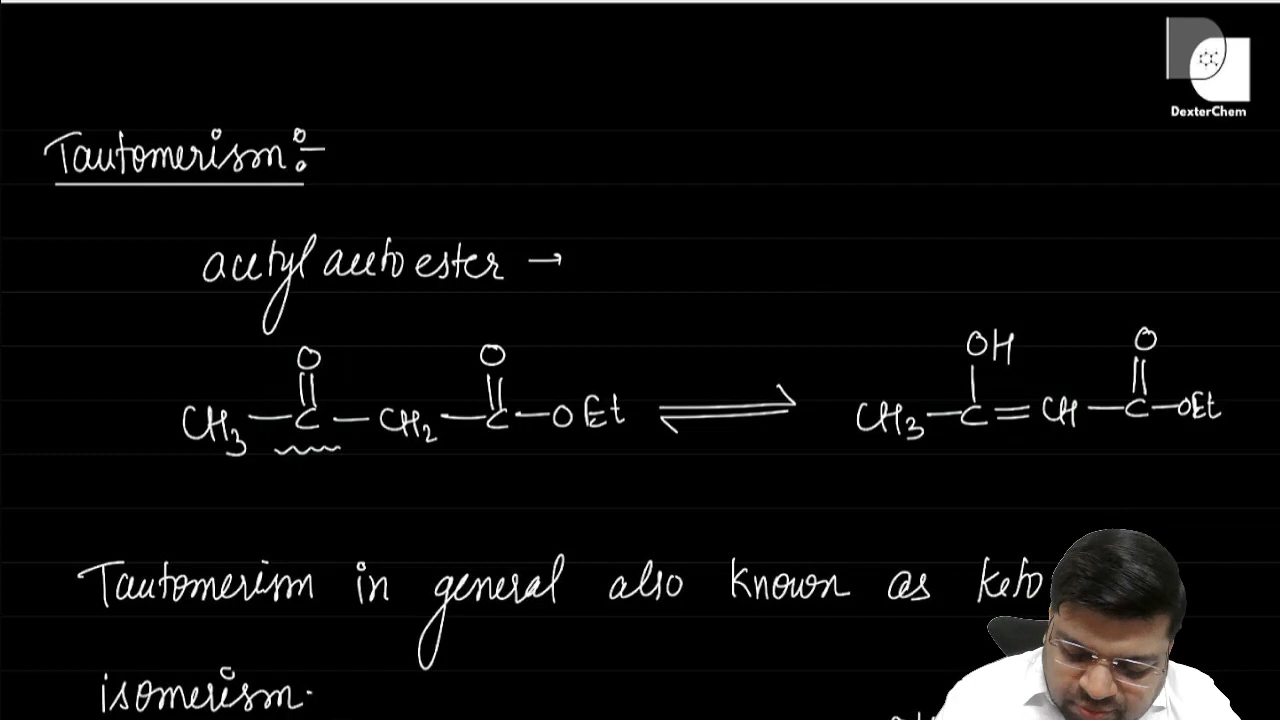 DexterChem
Tautomerism :-
acetyl aceto ester →
CH3—C(=O)—CH2—C(=O)—OEt ⇌ CH3—C(OH)=CH—C(=O)—OEt
Tautomerism in general also known as keto
isomerism.